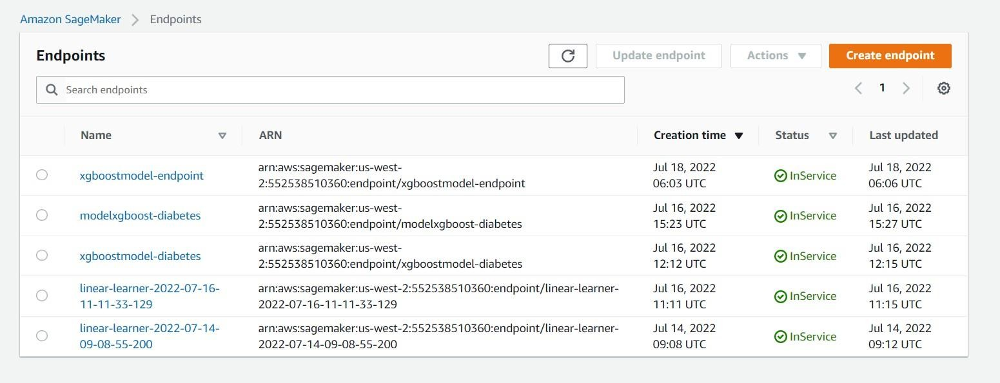 Amazon SageMaker > Endpoints
Endpoints
Update endpoint
Actions
Create endpoint
Search endpoints
1
Name
ARN
Creation time
Status
Last updated
xgboostmodel-endpoint
arn:aws:sagemaker:us-west-
2:552538510360:endpoint/xgboostmodel-endpoint
Jul 18, 2022
06:03 UTC
InService
Jul 18, 2022
06:06 UTC
modelxgboost-diabetes
arn:aws:sagemaker:us-west-
2:552538510360:endpoint/modelxgboost-diabetes
Jul 16, 2022
15:23 UTC
InService
Jul 16, 2022
15:27 UTC
xgboostmodel-diabetes
arn:aws:sagemaker:us-west-
2:552538510360:endpoint/xgboostmodel-diabetes
Jul 16, 2022
12:12 UTC
InService
Jul 16, 2022
12:15 UTC
linear-learner-2022-07-16-
11-11-33-129
arn:aws:sagemaker:us-west-2:552538510360:endpoint/linear-learner-
2022-07-16-11-11-33-129
Jul 16, 2022
11:11 UTC
InService
Jul 16, 2022
11:15 UTC
linear-learner-2022-07-14-
09-08-55-200
arn:aws:sagemaker:us-west-2:552538510360:endpoint/linear-learner-
2022-07-14-09-08-55-200
Jul 14, 2022
09:08 UTC
InService
Jul 14, 2022
09:12 UTC